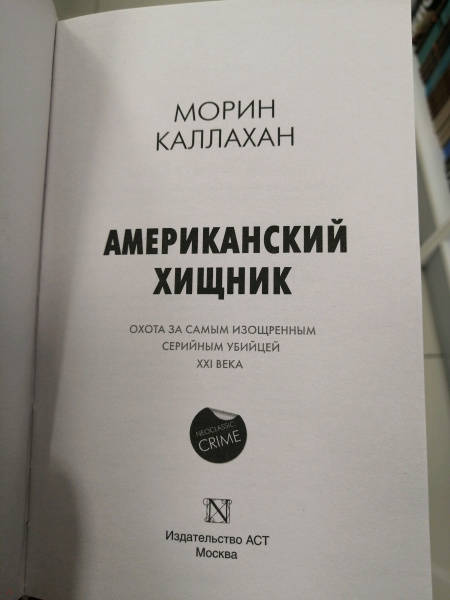 МОРИН
КАЛЛАХАН
АМЕРИКАНСКИЙ
ХИЩНИК
ОХОТА ЗА САМЫМ ИЗОЩРЕННЫМ
СЕРИЙНЫМ УБИЙЦЕЙ
XXI ВЕКА
NEOCLASSIC:
CRIME
N
Издательство АСТ
Москва